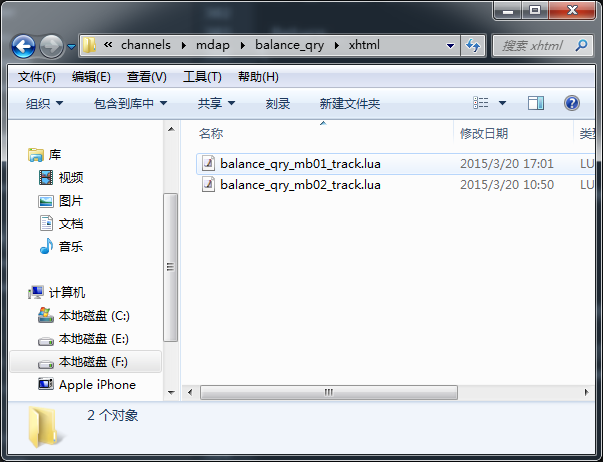 « channels ▸ mdap ▸ balance_qry ▸ xhtml
搜索 xhtml
文件(F) 编辑(E) 查看(V) 工具(T) 帮助(H)
组织 包含到库中 共享 刻录 新建文件夹
名称 修改日期 类
库
视频
图片
文档
音乐
计算机
本地磁盘 (C:)
本地磁盘 (E:)
本地磁盘 (F:)
Apple iPhone
balance_qry_mb01_track.lua 2015/3/20 17:01 LU
balance_qry_mb02_track.lua 2015/3/20 10:50 LU
2 个对象